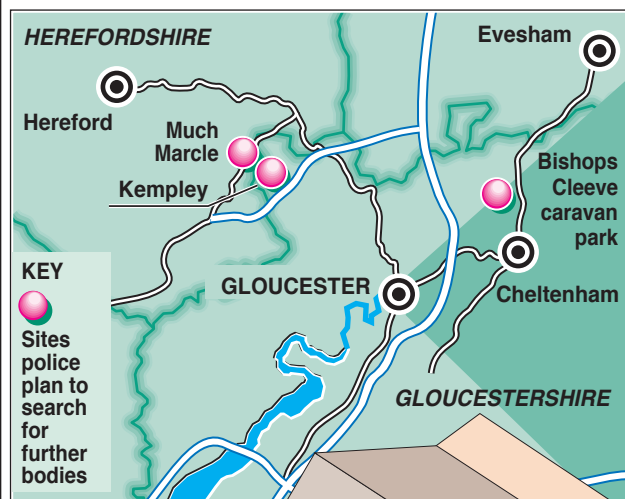 HEREFORDSHIRE
Evesham
Hereford
Much
Marcle
Kempley
Bishops
Cleeve
caravan
park
KEY
Sites
police
plan to
search
for
further
bodies
GLOUCESTER
Cheltenham
GLOUCESTERSHIRE